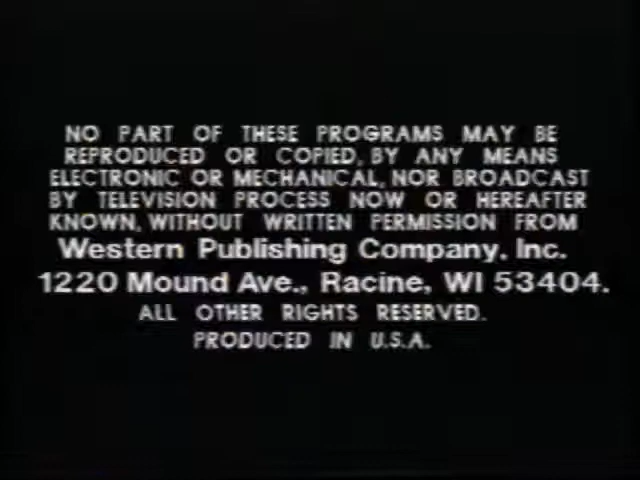 NO PART OF THESE PROGRAMS MAY BE
REPRODUCED OR COPIED, BY ANY MEANS
ELECTRONIC OR MECHANICAL, NOR BROADCAST
BY TELEVISION PROCESS NOW OR HEREAFTER
KNOWN, WITHOUT WRITTEN PERMISSION FROM
Western Publishing Company, Inc.
1220 Mound Ave., Racine, WI 53404.
ALL OTHER RIGHTS RESERVED.
PRODUCED IN U.S.A.